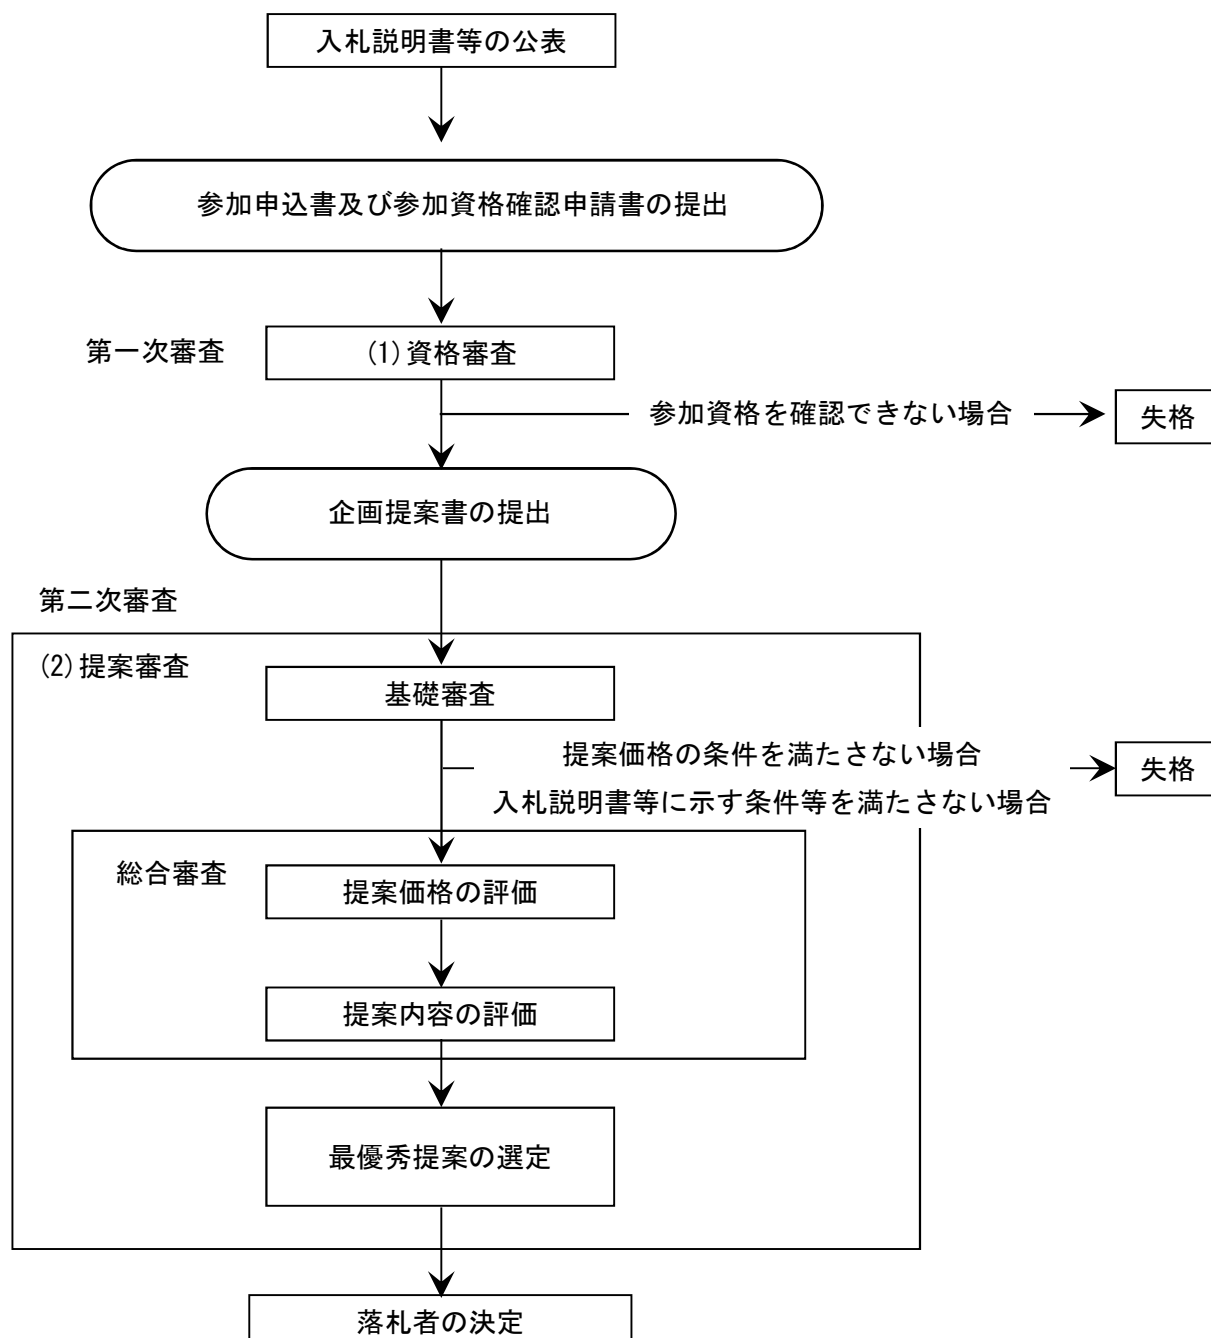 入札説明書等の公表
参加申込書及び参加資格確認申請書の提出
第一次審査
(1)資格審査
参加資格を確認できない場合
失格
企画提案書の提出
第二次審査
(2)提案審査
基礎審査
提案価格の条件を満たさない場合
失格
入札説明書等に示す条件等を満たさない場合
総合審査
提案価格の評価
提案内容の評価
最優秀提案の選定
落札者の決定